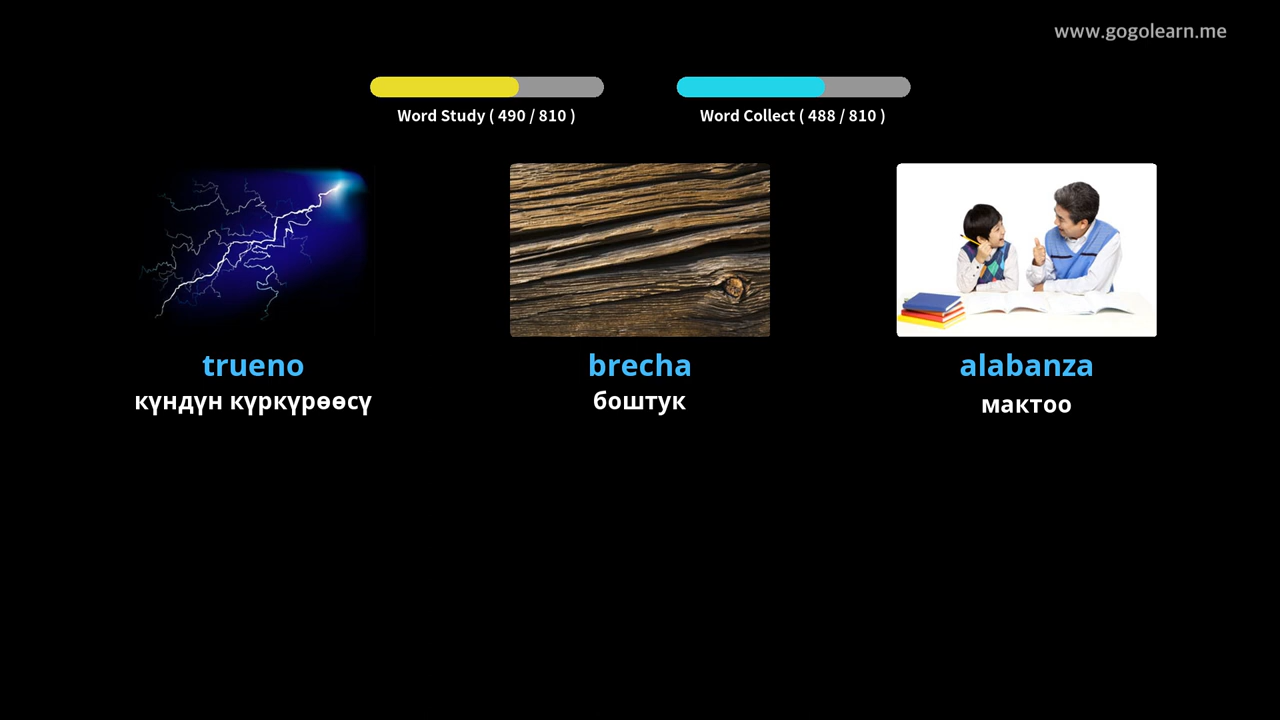 www.gogolearn.me
Word Study ( 490 / 810 )
Word Collect ( 488 / 810 )
trueno
күндүн күркүрөөсү
brecha
боштук
alabanza
мактоо